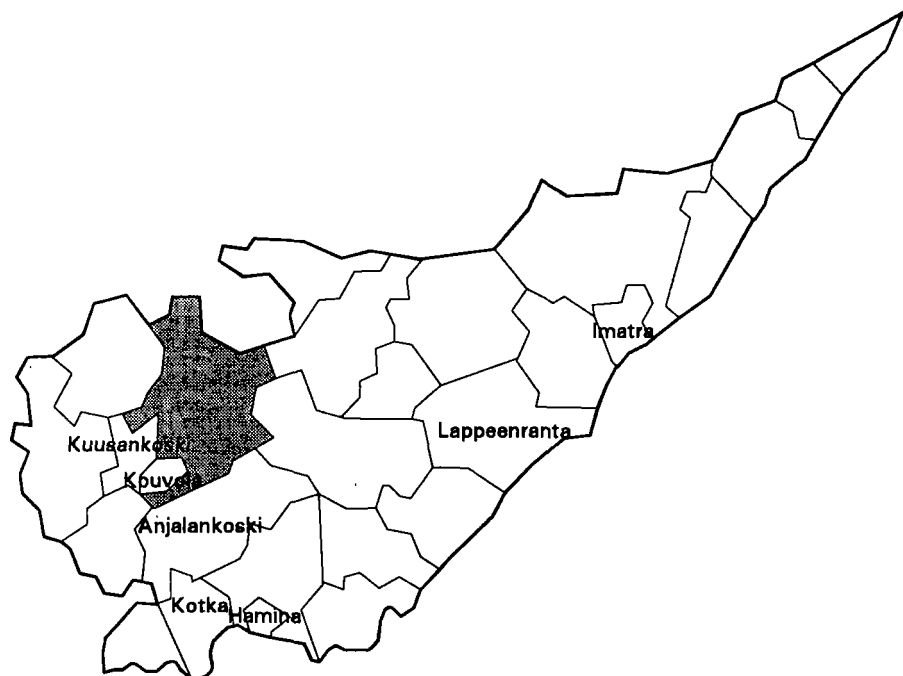 Imatra
Lappeenranta
Kuusankoski
Kouvola
Anjalankoski
Kotka
Hamina